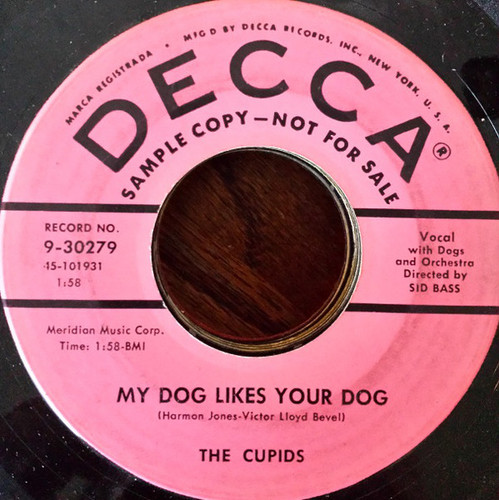 MARCA REGISTRADA • MFG'D BY DECCA RECORDS, INC., NEW YORK, U. S. A.
DECCA®
SAMPLE COPY—NOT FOR SALE
RECORD NO.
9-30279
45-101931
1:58
Vocal
with Dogs
and Orchestra
Directed by
SID BASS
Meridian Music Corp.
Time: 1:58-BMI
MY DOG LIKES YOUR DOG
(Harmon Jones-Victor Lloyd Bevel)
THE CUPIDS